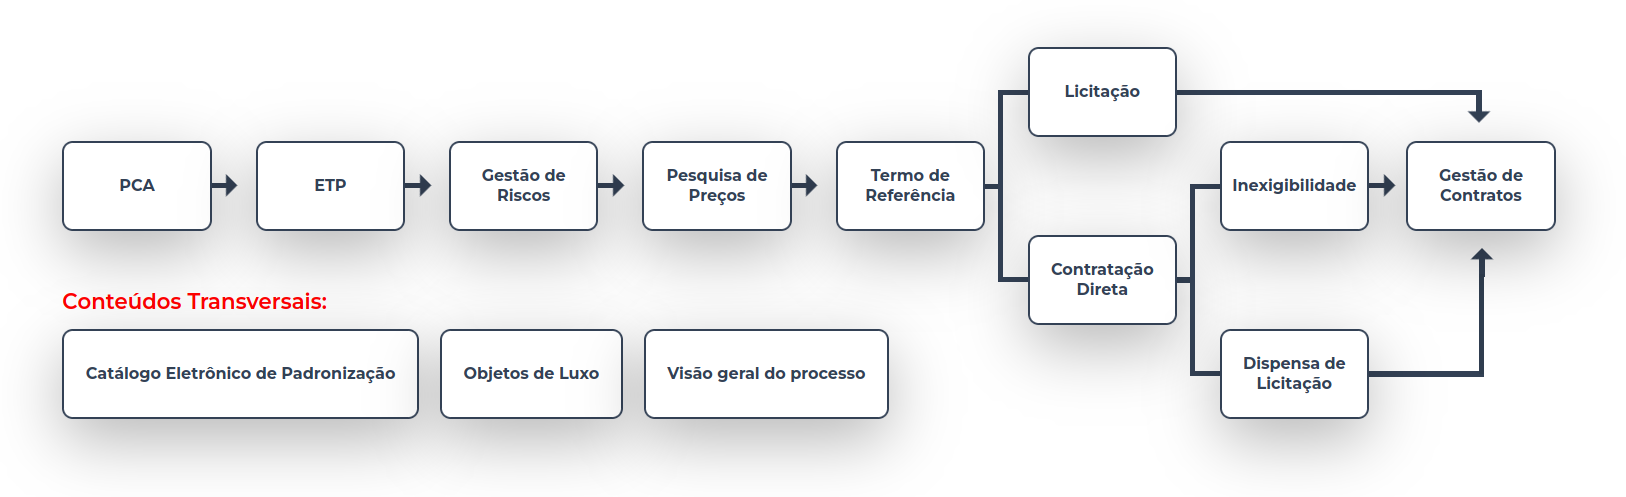 PCA
ETP
Gestão de
Riscos
Pesquisa de
Preços
Termo de
Referência
Licitação
Contratação
Direta
Inexigibilidade
Dispensa de
Licitação
Gestão de
Contratos
Conteúdos Transversais:
Catálogo Eletrônico de Padronização
Objetos de Luxo
Visão geral do processo